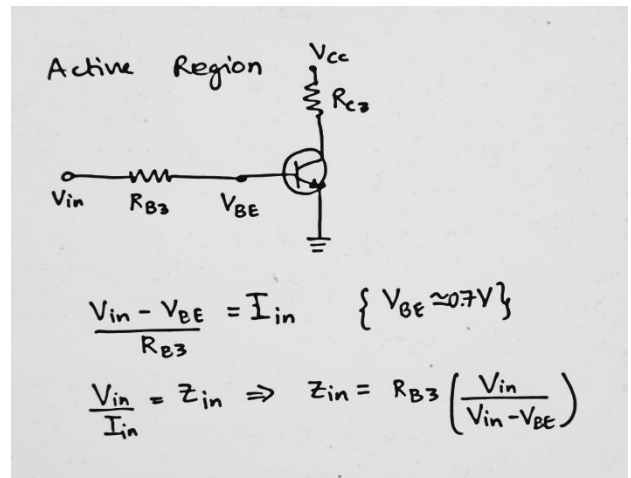 Active Region
Vcc
RC3
Vin
RB3
VBE
Vin - VBE / RB3 = Iin { VBE ≃ 0.7V }
Vin / Iin = Zin ⇒ Zin = RB3 ( Vin / Vin - VBE )